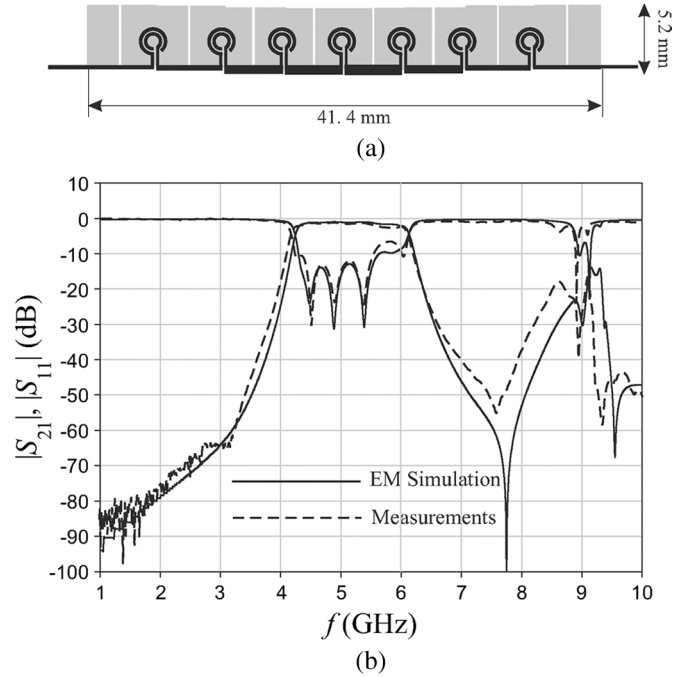 5.2 mm
41. 4 mm
(a)
|S21|, |S11| (dB)
10
0
-10
-20
-30
-40
-50
-60
-70
-80
-90
-100
EM Simulation
Measurements
1 2 3 4 5 6 7 8 9 10
f (GHz)
(b)